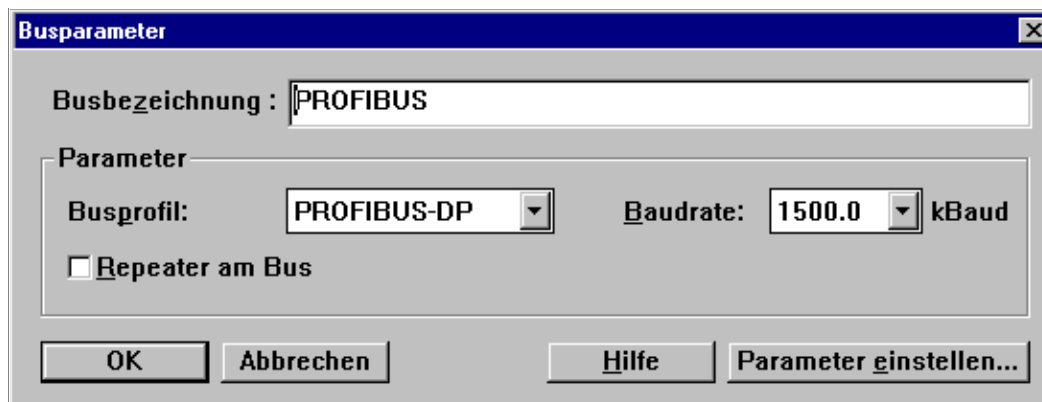 Busparameter
Busbezeichnung : PROFIBUS
Parameter
Busprofil: PROFIBUS-DP Baudrate: 1500.0 kBaud
Repeater am Bus
OK Abbrechen Hilfe Parameter einstellen...